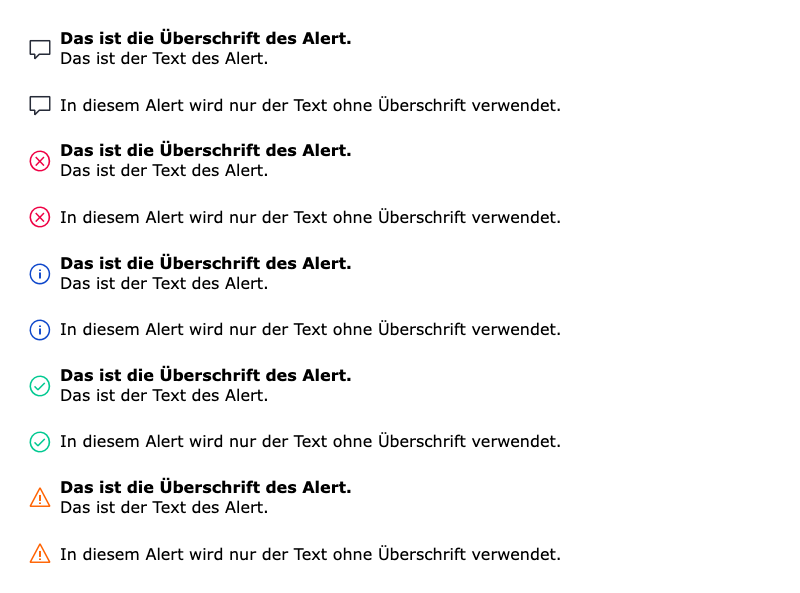 Das ist die Überschrift des Alert.
Das ist der Text des Alert.
In diesem Alert wird nur der Text ohne Überschrift verwendet.
Das ist die Überschrift des Alert.
Das ist der Text des Alert.
In diesem Alert wird nur der Text ohne Überschrift verwendet.
Das ist die Überschrift des Alert.
Das ist der Text des Alert.
In diesem Alert wird nur der Text ohne Überschrift verwendet.
Das ist die Überschrift des Alert.
Das ist der Text des Alert.
In diesem Alert wird nur der Text ohne Überschrift verwendet.
Das ist die Überschrift des Alert.
Das ist der Text des Alert.
In diesem Alert wird nur der Text ohne Überschrift verwendet.